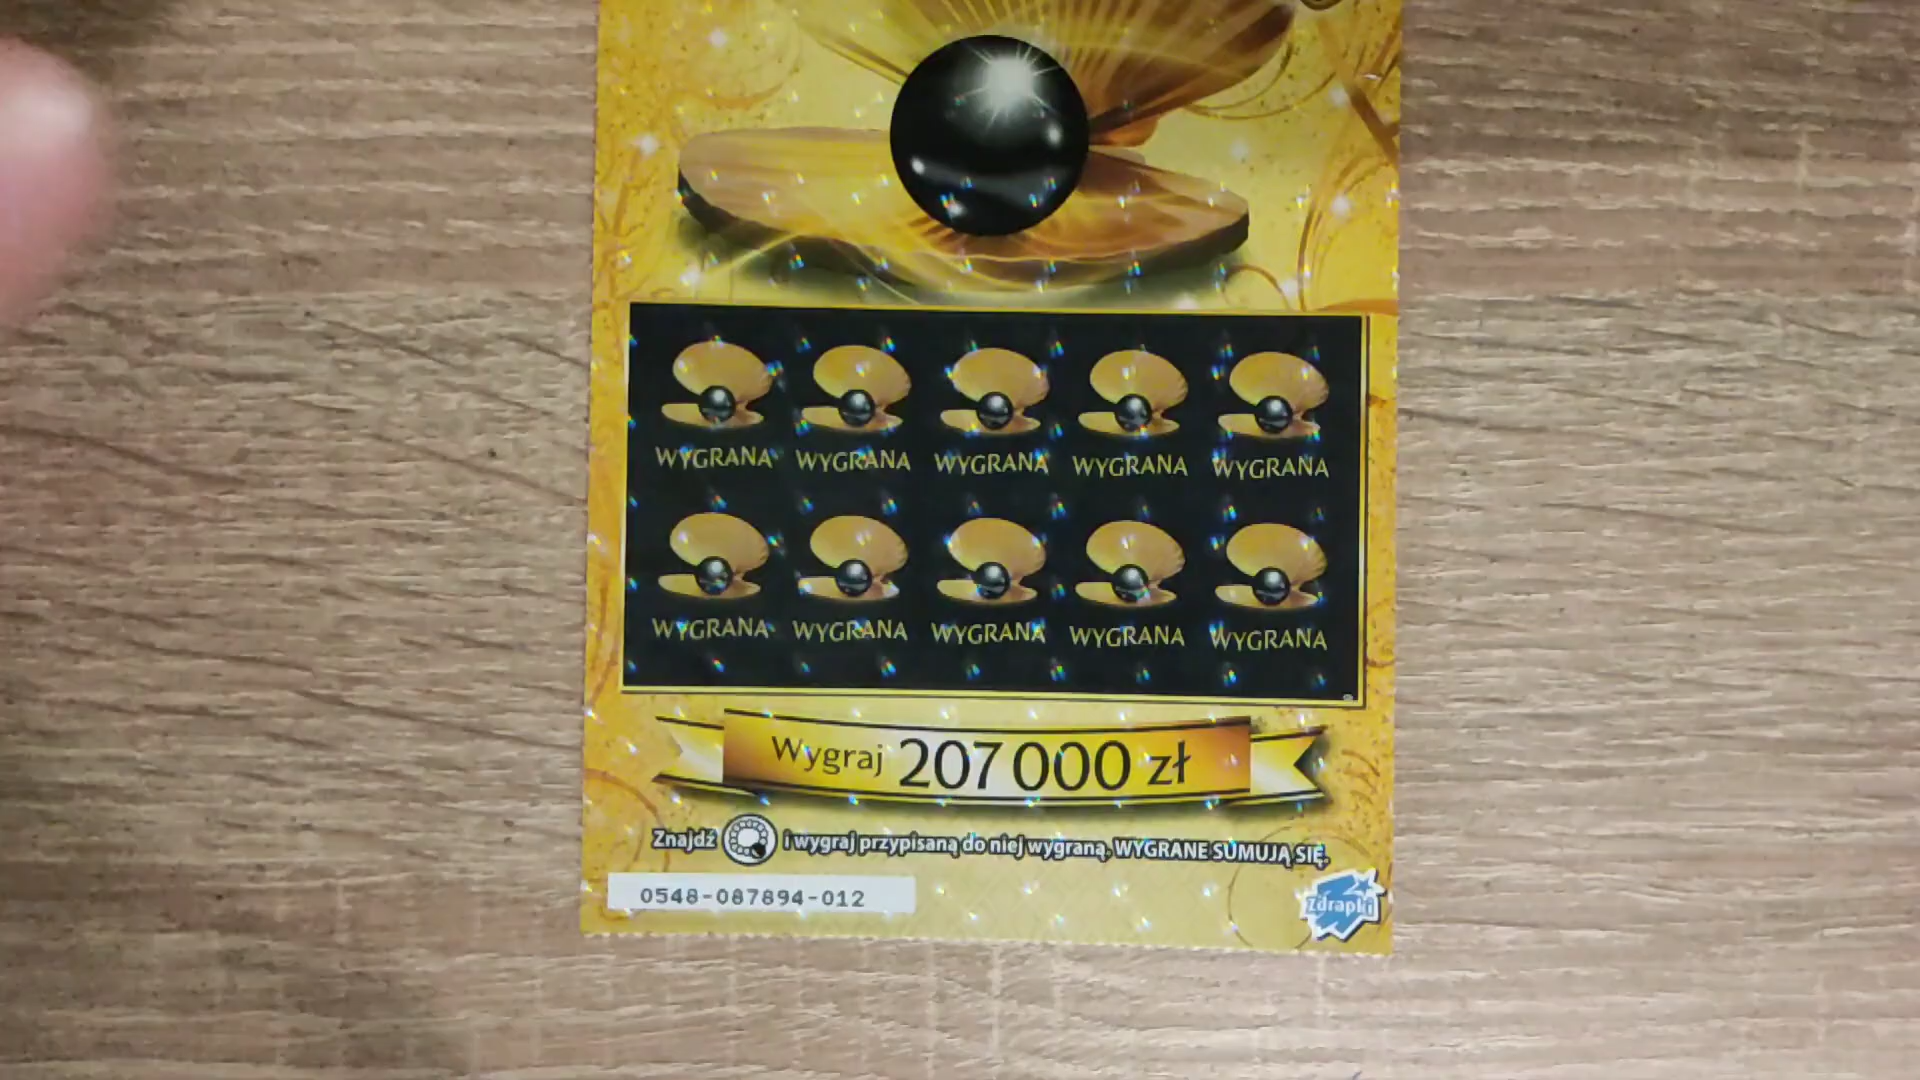 WYGRANA WYGRANA WYGRANA WYGRANA WYGRANA
WYGRANA WYGRANA WYGRANA WYGRANA WYGRANA
Wygraj 207 000 zł
Znajdź i wygraj przypisaną do niej wygraną. WYGRANE SUMUJĄ SIĘ.
0548-087894-012
Zdrapki